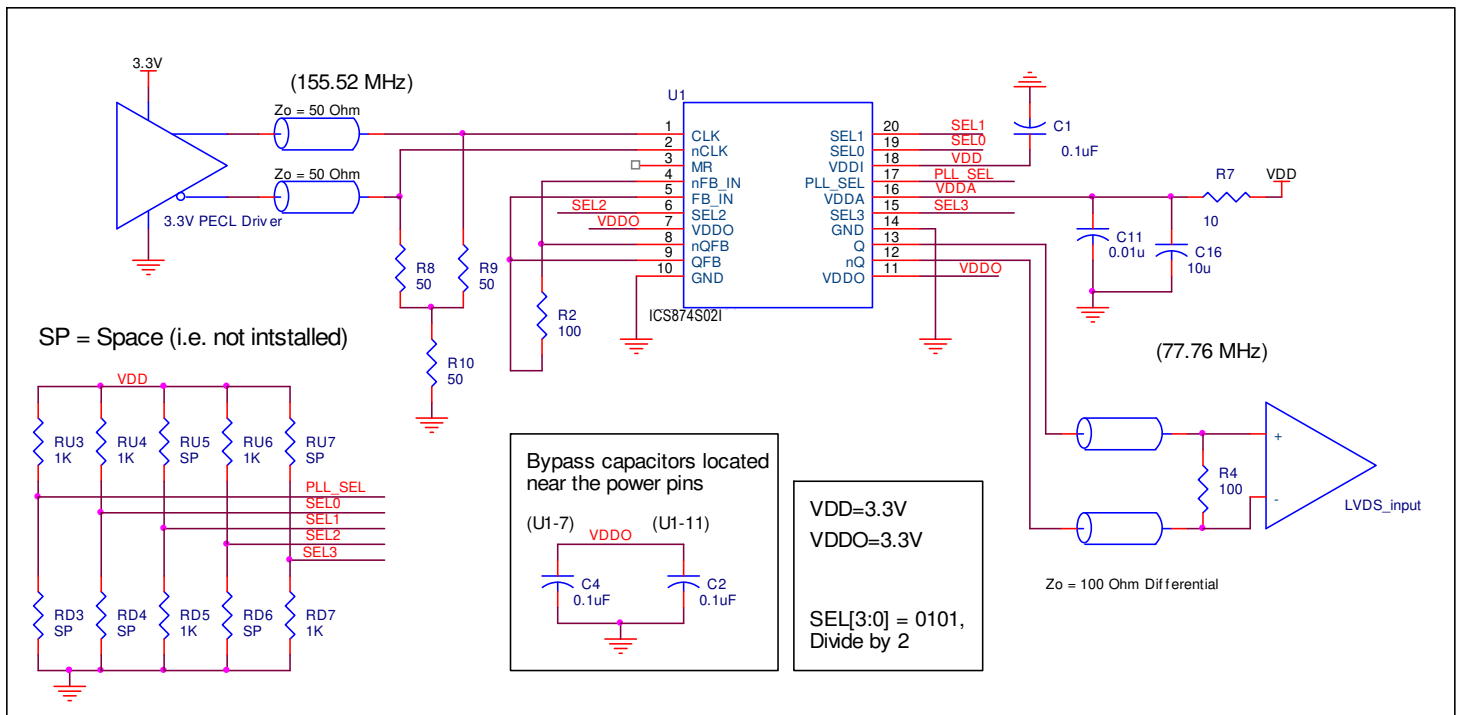 3.3V
(155.52 MHz)
Zo = 50 Ohm
Zo = 50 Ohm
3.3V PECL Driver
R8
50
R9
50
R10
50
R2
100
U1
1
2
3
4
5
6
7
8
9
10
CLK
nCLK
MR
nFB_IN
FB_IN
SEL2
VDDO
nQFB
QFB
GND
SEL2
VDDO
SEL1
SEL0
VDDI
PLL_SEL
VDDA
SEL3
GND
Q
nQ
VDDO
20
19
18
17
16
15
14
13
12
11
SEL1
SEL0
VDD
PLL_SEL
VDDA
SEL3
VDDO
ICS874S02I
C1
0.1uF
R7
10
VDD
C11
0.01u
C16
10u
(77.76 MHz)
R4
100
+
-
LVDS_input
Zo = 100 Ohm Differential
SP = Space (i.e. not intstalled)
VDD
RU3
1K
RU4
1K
RU5
SP
RU6
1K
RU7
SP
PLL_SEL
SEL0
SEL1
SEL2
SEL3
RD3
SP
RD4
SP
RD5
1K
RD6
SP
RD7
1K
Bypass capacitors located
near the power pins
(U1-7)
(U1-11)
VDDO
C4
0.1uF
C2
0.1uF
VDD=3.3V
VDDO=3.3V
SEL[3:0] = 0101,
Divide by 2